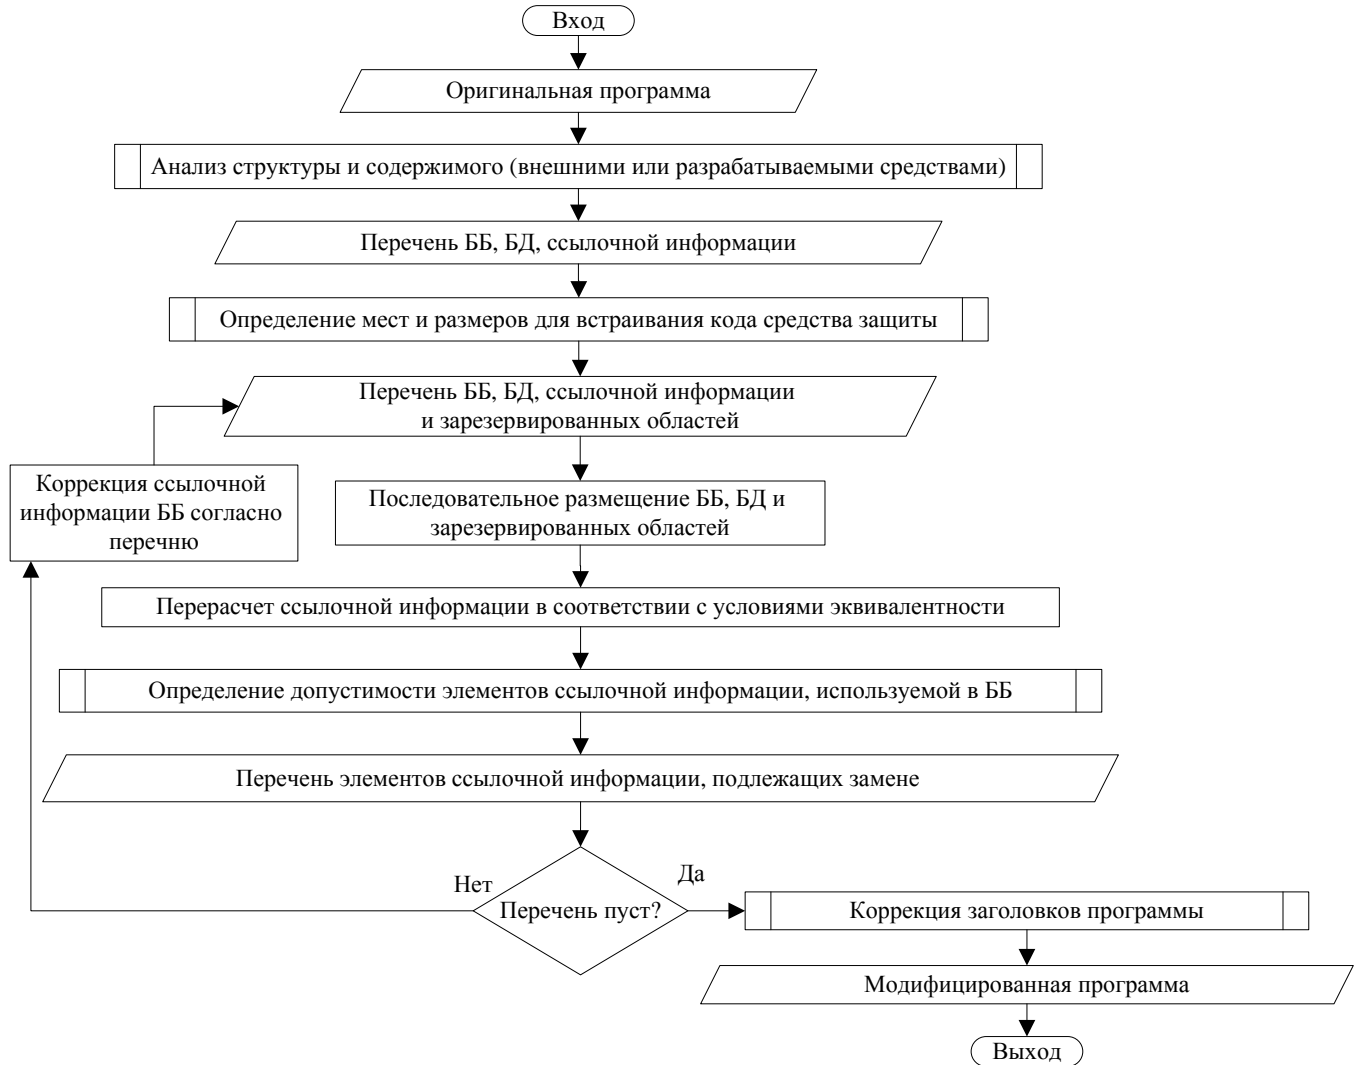 Вход
Оригинальная программа
Анализ структуры и содержимого (внешними или разрабатываемыми средствами)
Перечень ББ, БД, ссылочной информации
Определение мест и размеров для встраивания кода средства защиты
Перечень ББ, БД, ссылочной информации
и зарезервированных областей
Коррекция ссылочной
информации ББ согласно
перечню
Последовательное размещение ББ, БД и
зарезервированных областей
Перерасчет ссылочной информации в соответствии с условиями эквивалентности
Определение допустимости элементов ссылочной информации, используемой в ББ
Перечень элементов ссылочной информации, подлежащих замене
Нет
Да
Перечень пуст?
Коррекция заголовков программы
Модифицированная программа
Выход